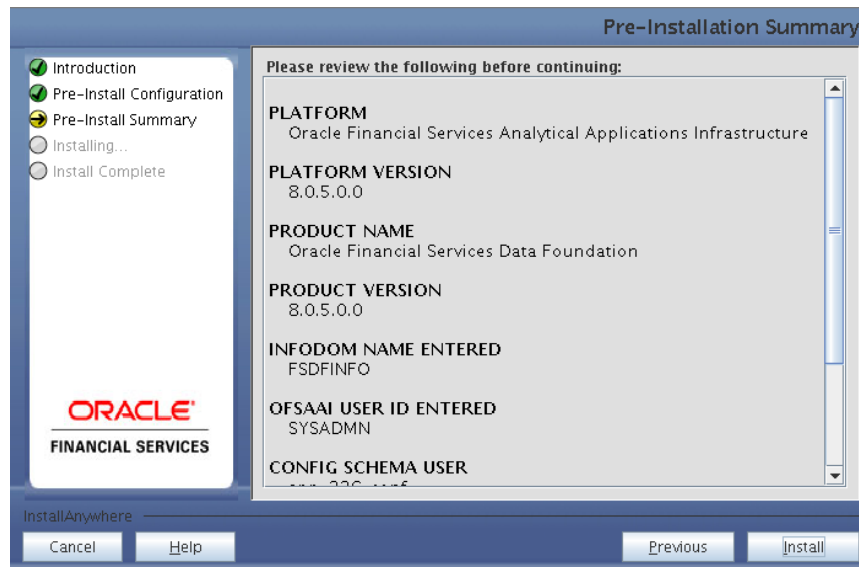 Pre-Installation Summary
Introduction
Pre-Install Configuration
Pre-Install Summary
Installing...
Install Complete
ORACLE
FINANCIAL SERVICES
Please review the following before continuing:
PLATFORM
Oracle Financial Services Analytical Applications Infrastructure
PLATFORM VERSION
8.0.5.0.0
PRODUCT NAME
Oracle Financial Services Data Foundation
PRODUCT VERSION
8.0.5.0.0
INFODOM NAME ENTERED
FSDFINFO
OFSAAI USER ID ENTERED
SYSADMN
CONFIG SCHEMA USER
InstallAnywhere
Cancel
Help
Previous
Install